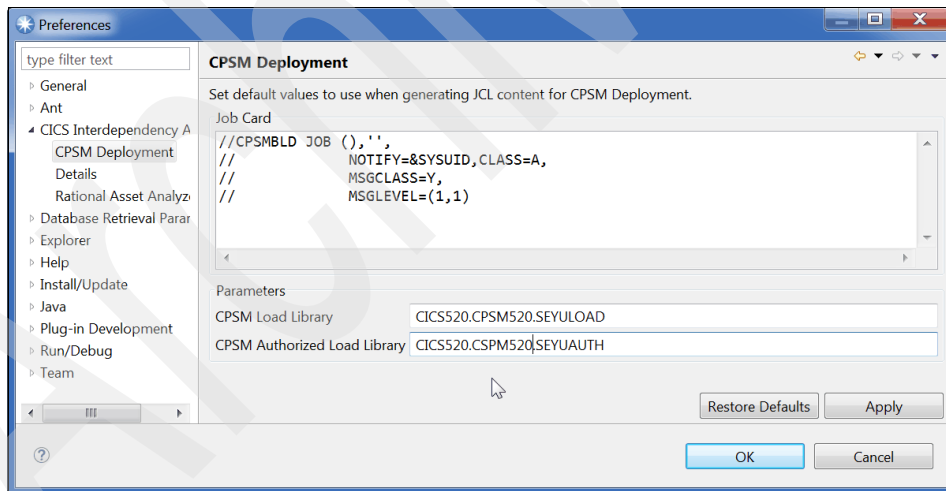 Preferences
type filter text
CPSM Deployment
General
Ant
CICS Interdependency A
CPSM Deployment
Details
Rational Asset Analyz
Database Retrieval Parar
Explorer
Help
Install/Update
Java
Plug-in Development
Run/Debug
Team
Set default values to use when generating JCL content for CPSM Deployment.
Job Card
//CPSMBLD JOB (),'',
// NOTIFY=&SYSUID,CLASS=A,
// MSGCLASS=Y,
// MSGLEVEL=(1,1)
Parameters
CPSM Load Library CICS520.CPSM520.SEYULOAD
CPSM Authorized Load Library CICS520.CSPM520.SEYUAUTH
Restore Defaults Apply
OK Cancel